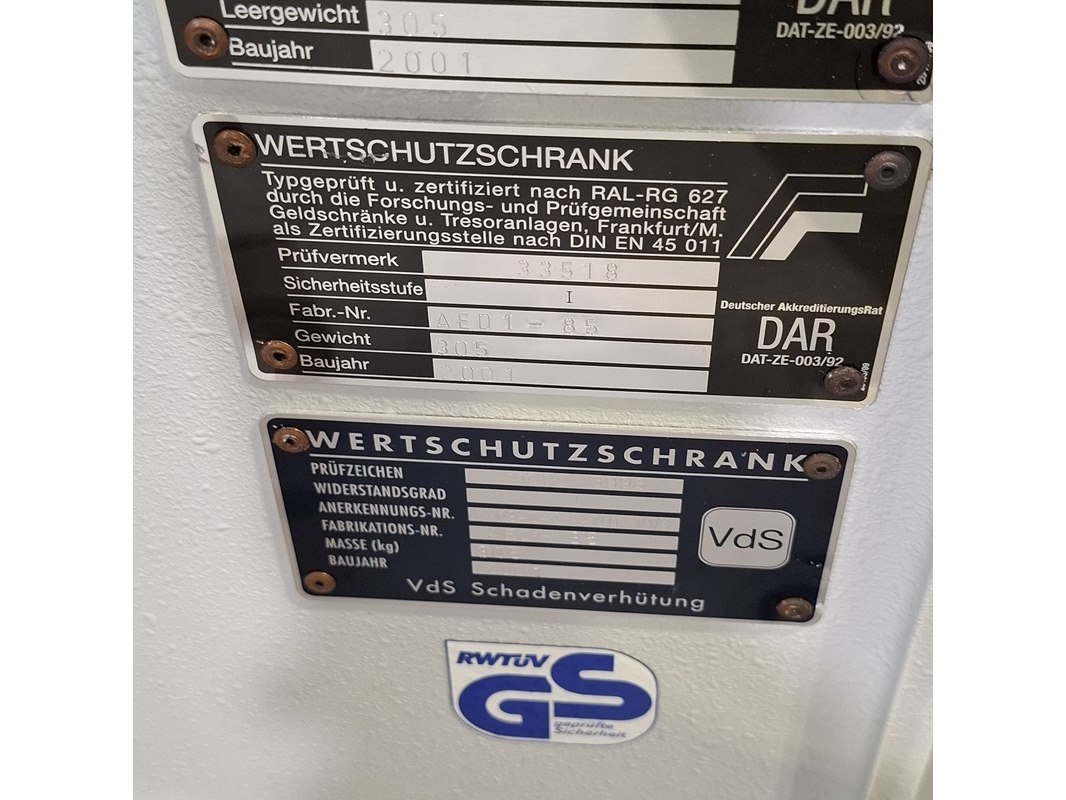 Leergewicht 305
Baujahr 2001
DAR
DAT-ZE-003/92
WERTSCHUTZSCHRANK
Typgeprüft u. zertifiziert nach RAL-RG 627
durch die Forschungs- und Prüfgemeinschaft
Geldschränke u. Tresoranlagen, Frankfurt/M.
als Zertifizierungsstelle nach DIN EN 45 011
Prüfvermerk 33518
Sicherheitsstufe I
Fabr.-Nr. AED1-85
Gewicht 305
Baujahr 2001
Deutscher AkkreditierungsRat
DAR
DAT-ZE-003/92
WERTSCHUTZSCHRANK
PRÜFZEICHEN
WIDERSTANDSGRAD
ANERKENNUNGS-NR.
FABRIKATIONS-NR.
MASSE (kg)
BAUJAHR
VdS
VdS Schadenverhütung
RWTÜV
GS
geprüfte
Sicherheit